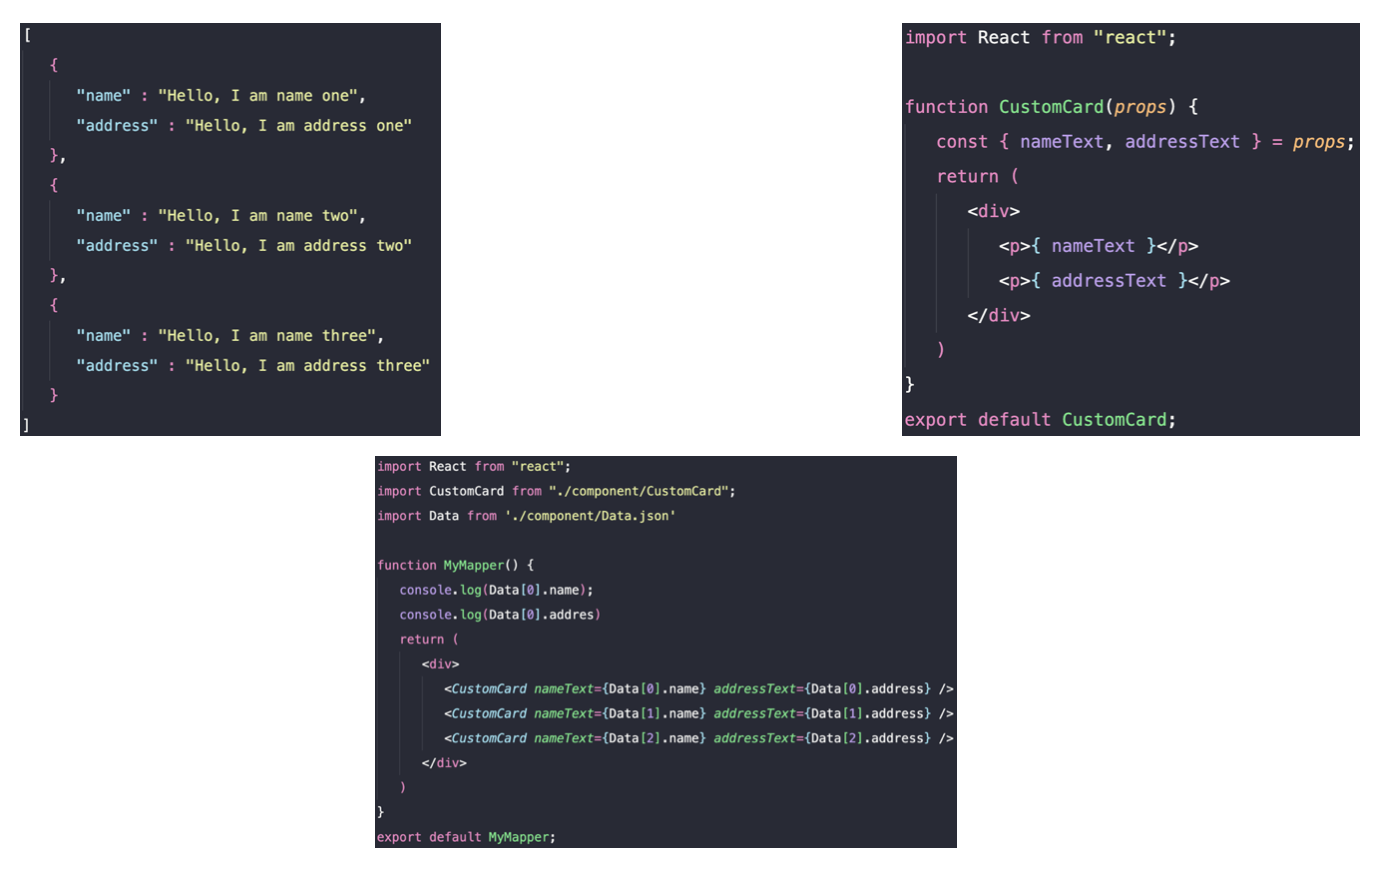 [
{
"name" : "Hello, I am name one",
"address" : "Hello, I am address one"
},
{
"name" : "Hello, I am name two",
"address" : "Hello, I am address two"
},
{
"name" : "Hello, I am name three",
"address" : "Hello, I am address three"
}
]
import React from "react";
function CustomCard(props) {
const { nameText, addressText } = props;
return (
<div>
<p>{ nameText }</p>
<p>{ addressText }</p>
</div>
)
}
export default CustomCard;
import React from "react";
import CustomCard from "./component/CustomCard";
import Data from './component/Data.json'
function MyMapper() {
console.log(Data[0].name);
console.log(Data[0].addres)
return (
<div>
<CustomCard nameText={Data[0].name} addressText={Data[0].address} />
<CustomCard nameText={Data[1].name} addressText={Data[1].address} />
<CustomCard nameText={Data[2].name} addressText={Data[2].address} />
</div>
)
}
export default MyMapper;